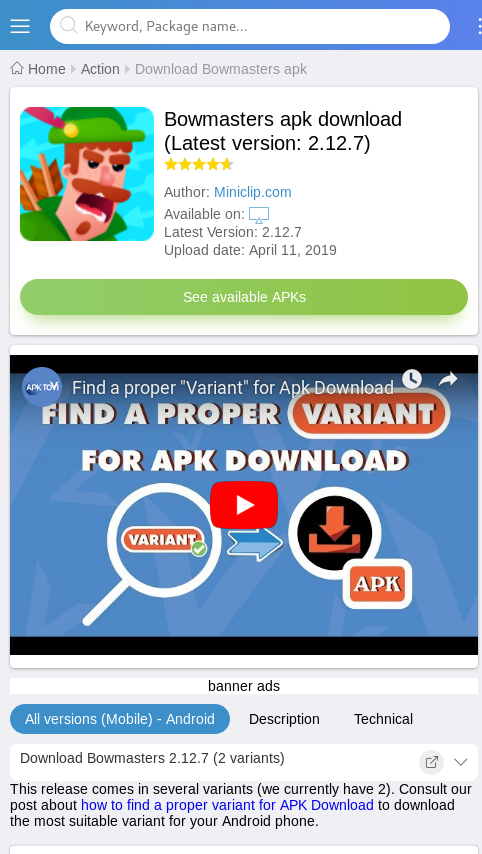 Keyword, Package name...
Home Action Download Bowmasters apk
Bowmasters apk download
(Latest version: 2.12.7)
Author: Miniclip.com
Available on:
Latest Version: 2.12.7
Upload date: April 11, 2019
See available APKs
Find a proper "Variant" for Apk Download
FIND A PROPER VARIANT
FOR APK DOWNLOAD
VARIANT
APK
banner ads
All versions (Mobile) - Android Description Technical
Download Bowmasters 2.12.7 (2 variants)
This release comes in several variants (we currently have 2). Consult our
post about how to find a proper variant for APK Download to download
the most suitable variant for your Android phone.